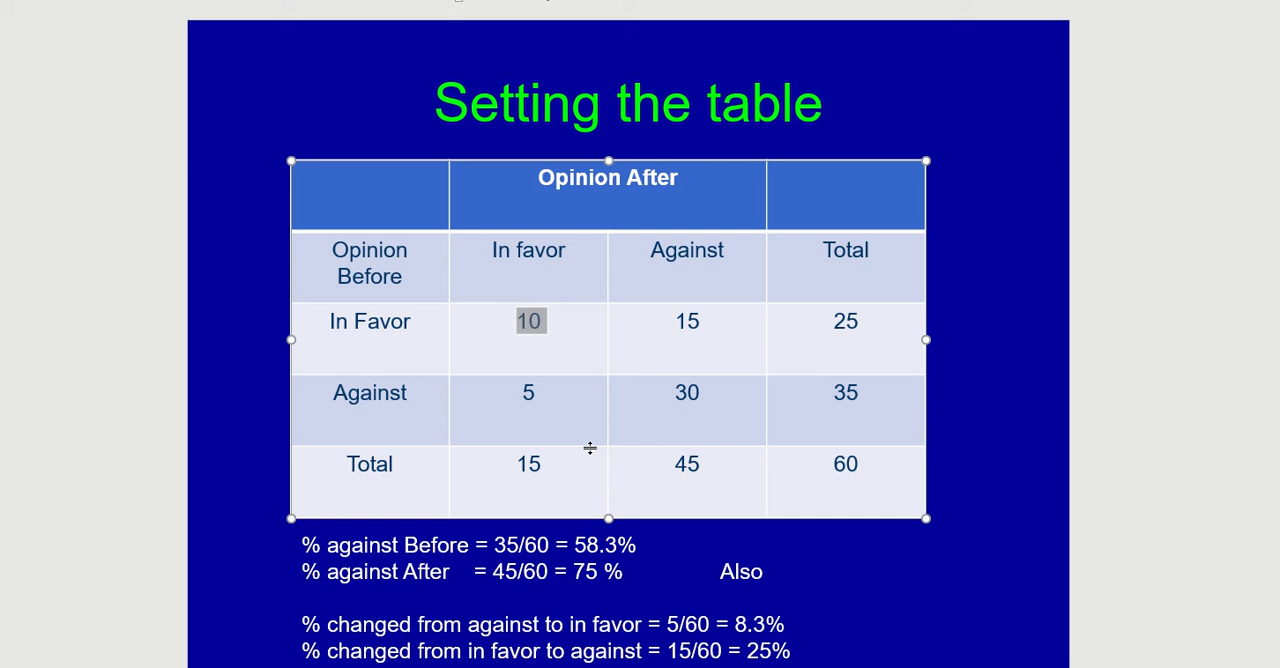 Setting the table
Opinion After
Opinion Before In favor Against Total
In Favor 10 15 25
Against 5 30 35
Total 15 45 60
% against Before = 35/60 = 58.3%
% against After = 45/60 = 75 % Also
% changed from against to in favor = 5/60 = 8.3%
% changed from in favor to against = 15/60 = 25%